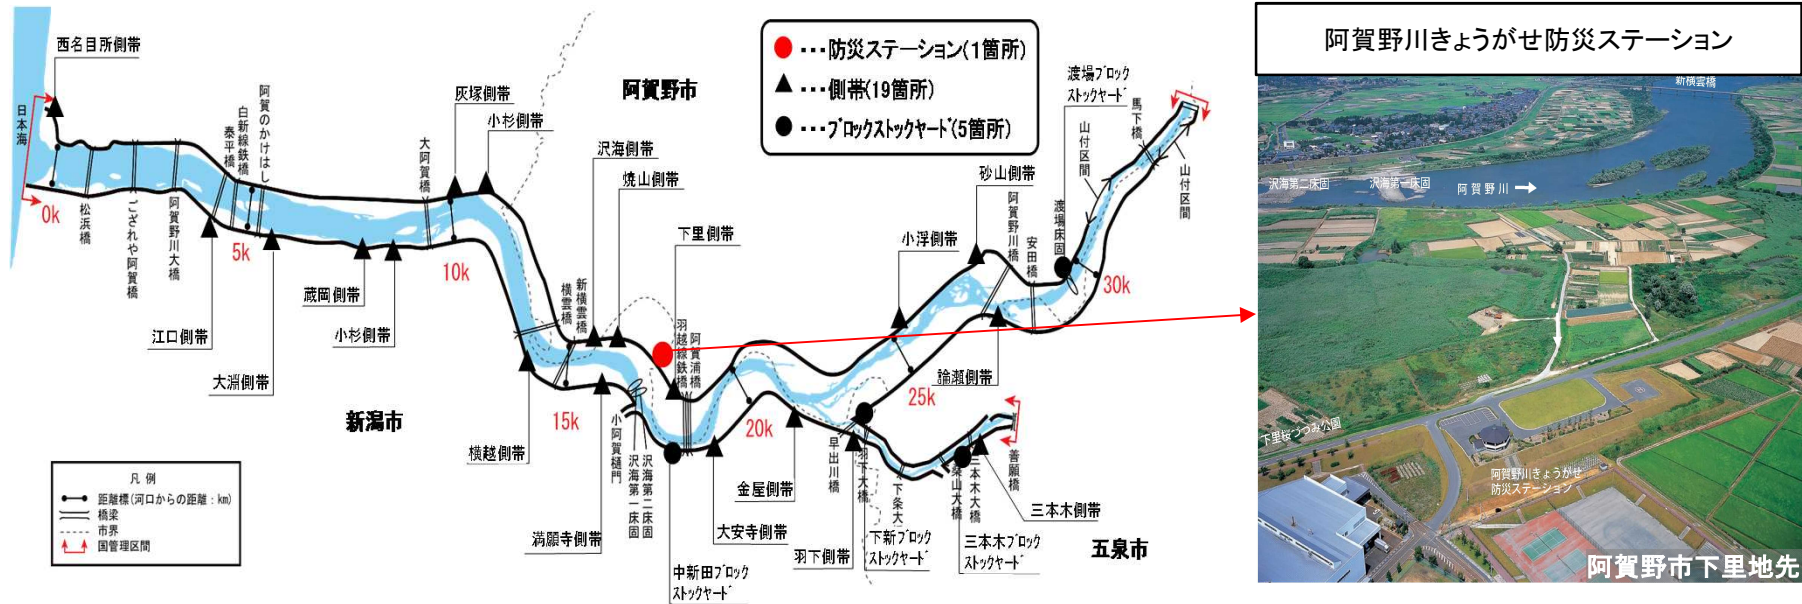 西名目所側帯
日本海
0k
松浜橋
ござれや阿賀橋
阿賀野川大橋
泰平橋
白新線鉄橋
阿賀のかけはし
江口側帯
5k
大淵側帯
蔵岡側帯
小杉側帯
大阿賀橋
10k
灰塚側帯
小杉側帯
阿賀野市
新潟市
横越側帯
横雲橋
新横雲橋
15k
沢海側帯
焼山側帯
下里側帯
満願寺側帯
小阿賀樋門
沢海第一床固
沢海第二床固
羽越線鉄橋
阿賀浦橋
中新田ブロック
ストックヤード
大安寺側帯
20k
金屋側帯
早出川橋
羽下側帯
羽下大橋
下新ブロック
ストックヤード
下条大
桑山大橋
三本木大橋
三本木ブロック
ストックヤード
三本木側帯
善願橋
五泉市
小浮側帯
25k
砂山側帯
阿賀野川橋
論瀬側帯
安田橋
渡場床固
渡場ブロック
ストックヤード
30k
馬下橋
山付区間
山付区間
●･･･防災ステーション(1箇所)
▲･･･側帯(19箇所)
●･･･ブロックストックヤード(5箇所)
凡例
距離標(河口からの距離：km)
橋梁
市界
国管理区間
阿賀野川きょうがせ防災ステーション
新横雲橋
沢海第二床固
沢海第一床固
阿賀野川
下里桜づつみ公園
阿賀野川きょうがせ
防災ステーション
阿賀野市下里地先